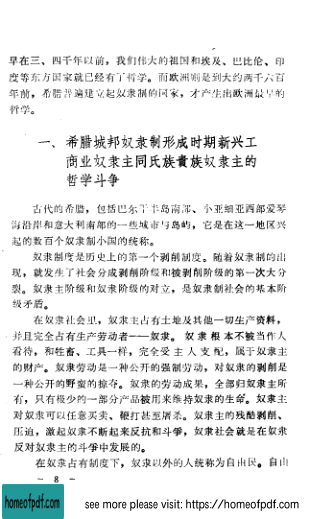 早在三、四千年以前，我们伟大的祖国和埃及、巴比伦、印
度等东方国家就已经有了哲学。而欧洲则是到大约两千六百
年前，希腊普遍建立起奴隶制的国家，才产生出欧洲最早的
哲学。
一、希腊城邦奴隶制形成时期新兴工
商业奴隶主同氏族贵族奴隶主的
哲学斗争
古代的希腊，包括巴尔干半岛南部、小亚细亚西部爱琴
海沿岸和意大利南部的一些城市与岛屿，它是在这一地区兴
起的数百个奴隶制小国的统称。
奴隶制度是历史上的第一个剥削制度。随着奴隶制的出
现，就发生了社会分成剥削阶级和被剥削阶级的第一次大分
裂。奴隶主阶级和奴隶阶级的对立，是奴隶制社会的基本阶
级矛盾。
在奴隶社会里，奴隶主占有土地及其他一切生产资料，
并且完全占有生产劳动者——奴隶。奴隶根本不被当作人
看待，和牲畜、工具一样，完全受主人支配，属于奴隶主
的财产。奴隶劳动是一种公开的强制劳动，对奴隶的剥削是
一种公开的野蛮的掠夺。奴隶的劳动成果，全部归奴隶主所
有，只有极少的一部分产品被用来维持奴隶的生命。奴隶主
对奴隶可以任意买卖、鞭打甚至屠杀。奴隶主的残酷剥削、
压迫，激起奴隶不断起来反抗和斗争，奴隶社会就是在奴隶
反对奴隶主的斗争中发展的。
在奴隶占有制度下，奴隶以外的人统称为自由民。自由
— 8 —
homeofpdf.com
see more please visit: https://homeofpdf.com
homeofpdf.com